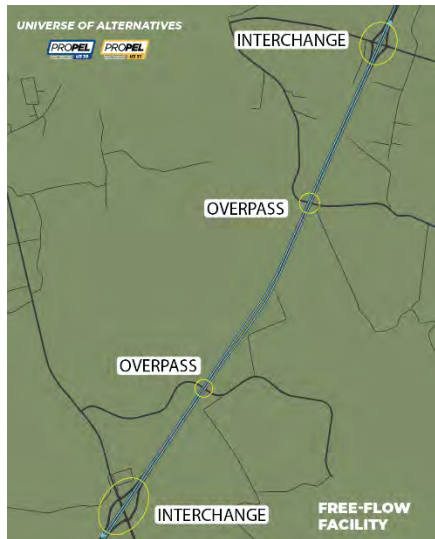 UNIVERSE OF ALTERNATIVES
PROPEL PROPEL
INTERCHANGE
OVERPASS
OVERPASS
INTERCHANGE
FREE-FLOW
FACILITY